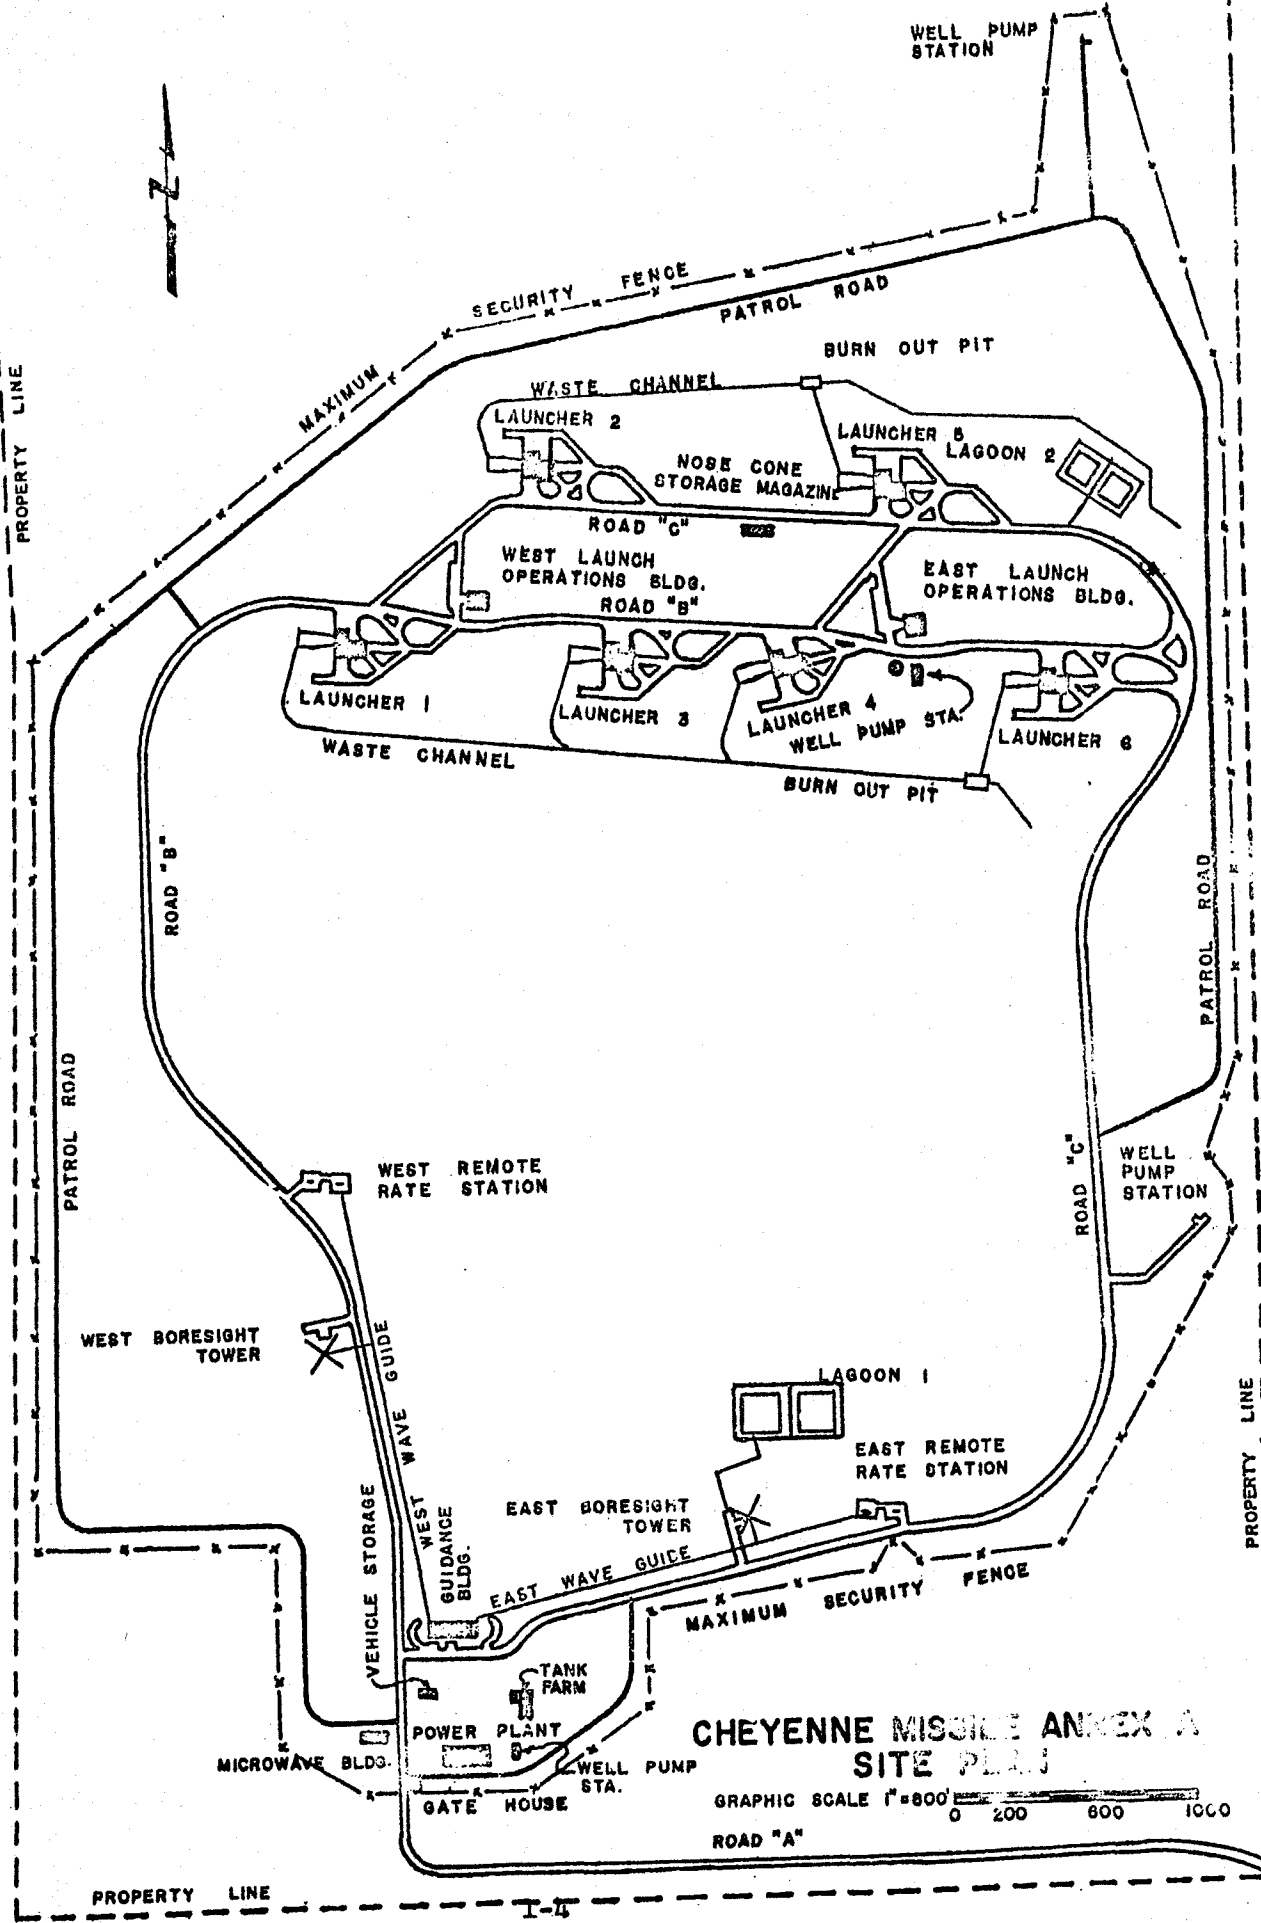 WELL PUMP
STATION
N
MAXIMUM SECURITY FENCE
PATROL ROAD
PROPERTY LINE
BURN OUT PIT
WASTE CHANNEL
LAUNCHER 2
LAUNCHER 5
LAGOON 2
NOSE CONE
STORAGE MAGAZINE
ROAD "C"
WEST LAUNCH
OPERATIONS BLDG.
EAST LAUNCH
OPERATIONS BLDG.
ROAD "B"
LAUNCHER 1
LAUNCHER 3
LAUNCHER 4
WELL PUMP STA.
LAUNCHER 6
WASTE CHANNEL
BURN OUT PIT
ROAD "B"
PATROL ROAD
PATROL ROAD
ROAD "C"
WELL
PUMP
STATION
WEST REMOTE
RATE STATION
WEST BORESIGHT
TOWER
WEST WAVE GUIDE
LAGOON 1
EAST REMOTE
RATE STATION
EAST BORESIGHT
TOWER
PROPERTY LINE
VEHICLE STORAGE
GUIDANCE
BLDG.
EAST WAVE GUIDE
MAXIMUM SECURITY FENCE
TANK
FARM
POWER PLANT
MICROWAVE BLDG.
WELL PUMP
STA.
GATE HOUSE
CHEYENNE MISSILE ANNEX A
SITE PLAN
GRAPHIC SCALE 1"=800'
0 200 600 1000
ROAD "A"
PROPERTY LINE
I-4